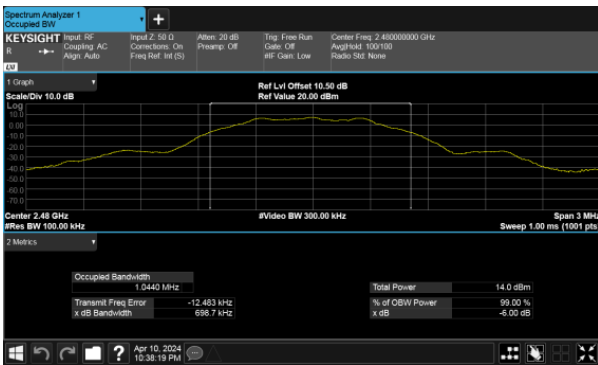 Spectrum Analyzer 1
Occupied BW
+
KEYSIGHT Input: RF Input Z: 50 Ω Atten: 20 dB Trig: Free Run Center Freq: 2.480000000 GHz
R Coupling: AC Corrections: On Preamp: Off Gate: Off Avg|Hold: 100/100
Align: Auto Freq Ref: Int (S) #IF Gain: Low Radio Std: None
LXI
1 Graph
Scale/Div 10.0 dB Ref Lvl Offset 10.50 dB
Ref Value 20.00 dBm
Log
10.0
0.00
-10.0
-20.0
-30.0
-40.0
-50.0
-60.0
-70.0
Center 2.48 GHz #Video BW 300.00 kHz Span 3 MHz
#Res BW 100.00 kHz Sweep 1.00 ms (1001 pts
2 Metrics
Occupied Bandwidth
1.0440 MHz Total Power 14.0 dBm
Transmit Freq Error -12.483 kHz % of OBW Power 99.00 %
x dB Bandwidth 698.7 kHz x dB -6.00 dB
? Apr 10, 2024
10:38:19 PM